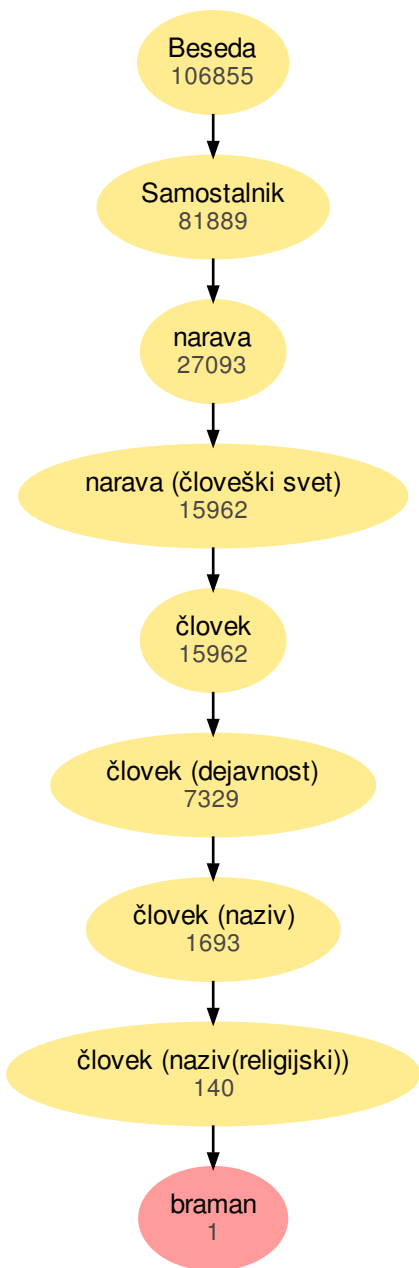 Beseda
106855
Samostalnik
81889
narava
27093
narava (človeški svet)
15962
človek
15962
človek (dejavnost)
7329
človek (naziv)
1693
človek (naziv(religijski))
140
braman
1